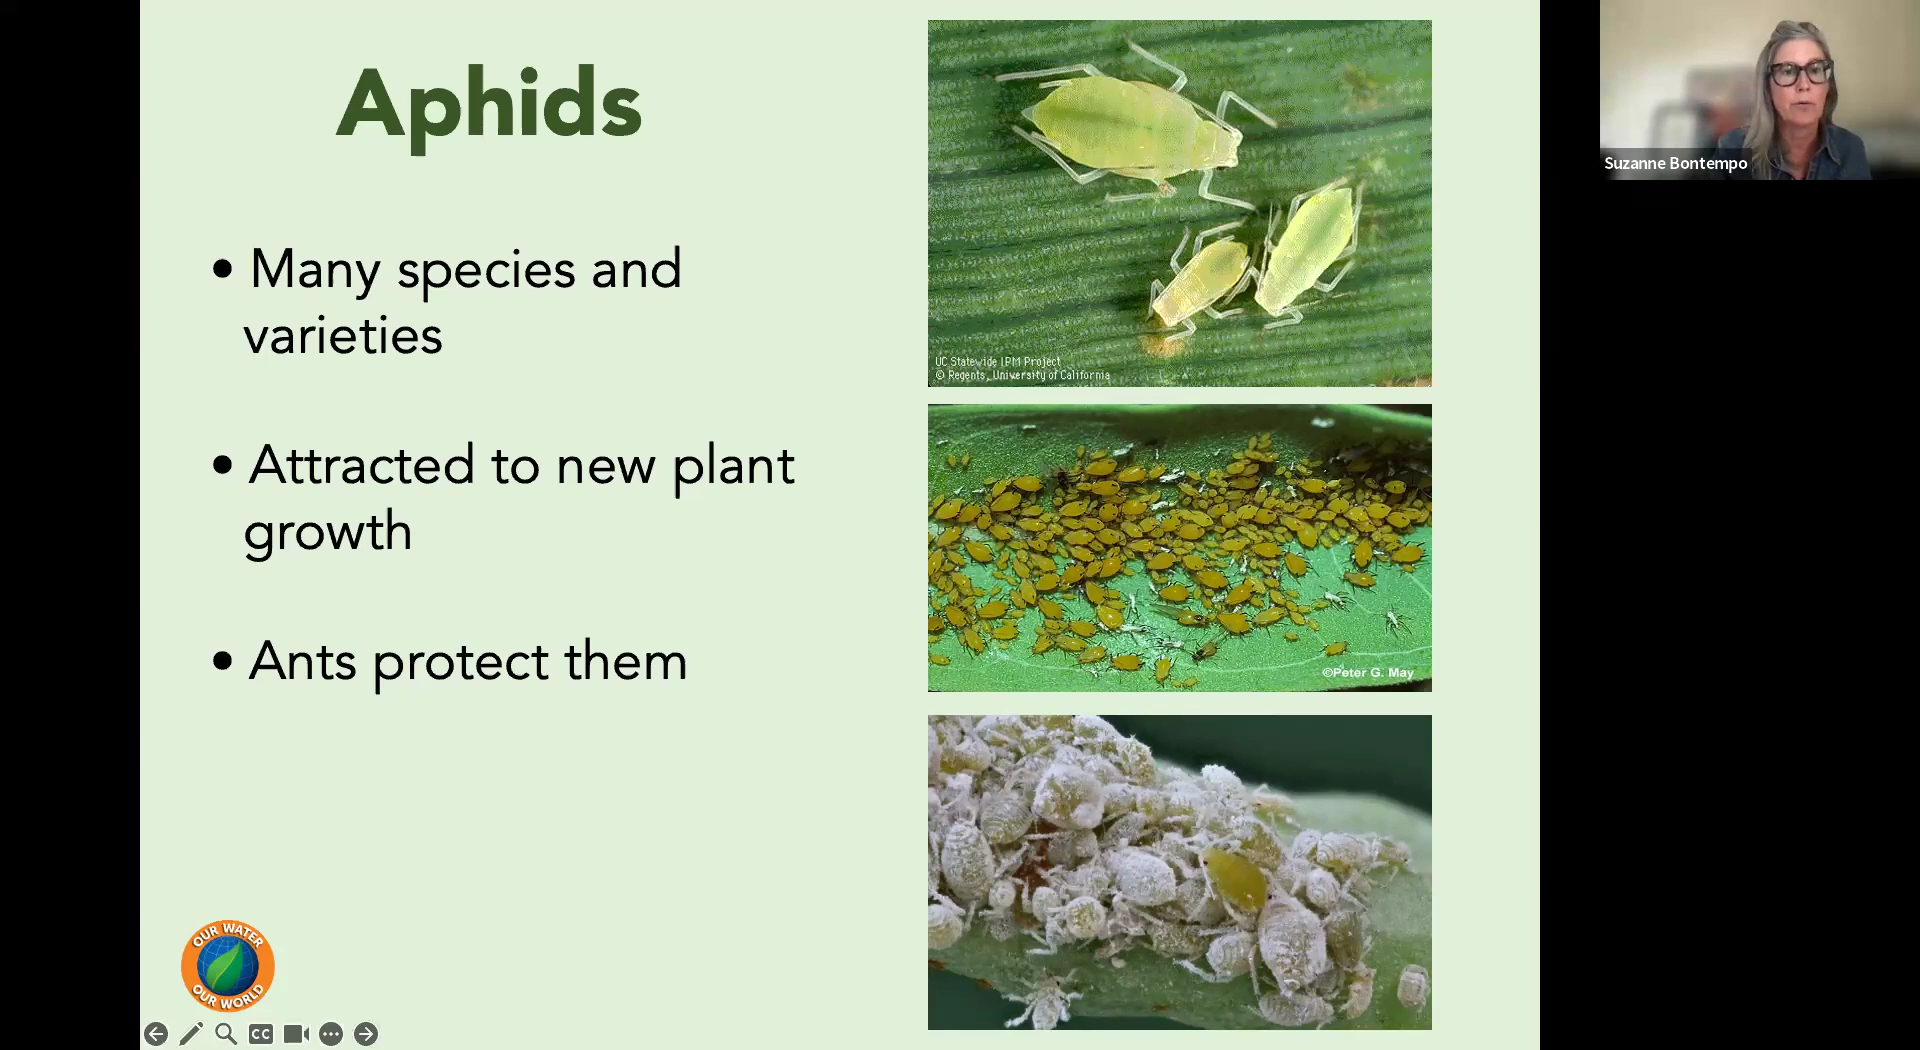 Aphids
• Many species and
varieties
• Attracted to new plant
growth
• Ants protect them
UC Statewide IPM Project
© Regents, University of California
©Peter G. May
OUR WATER
OUR WORLD
CC
Suzanne Bontempo